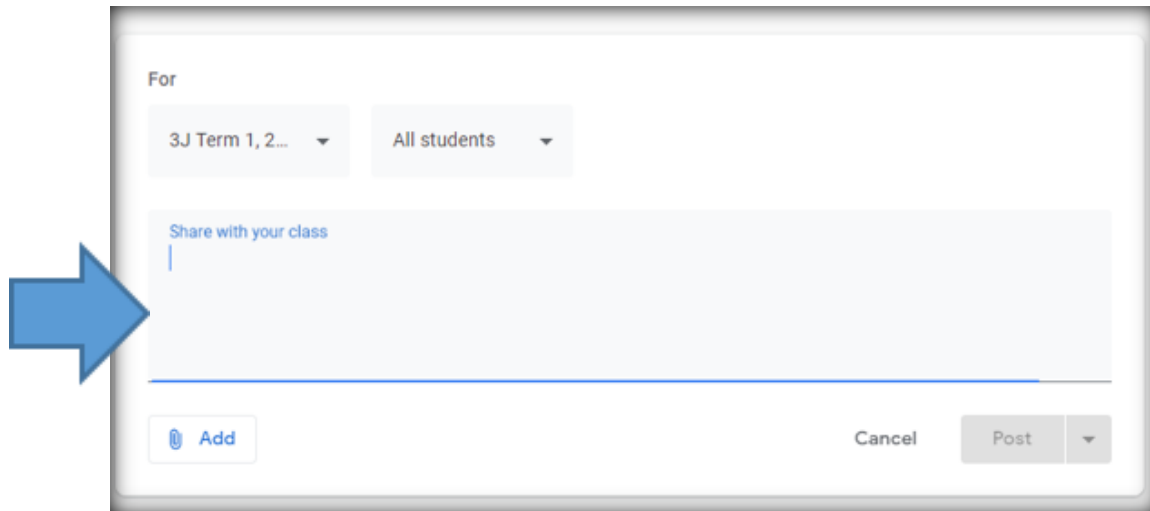 For
3J Term 1, 2... All students
Share with your class
Add Cancel Post